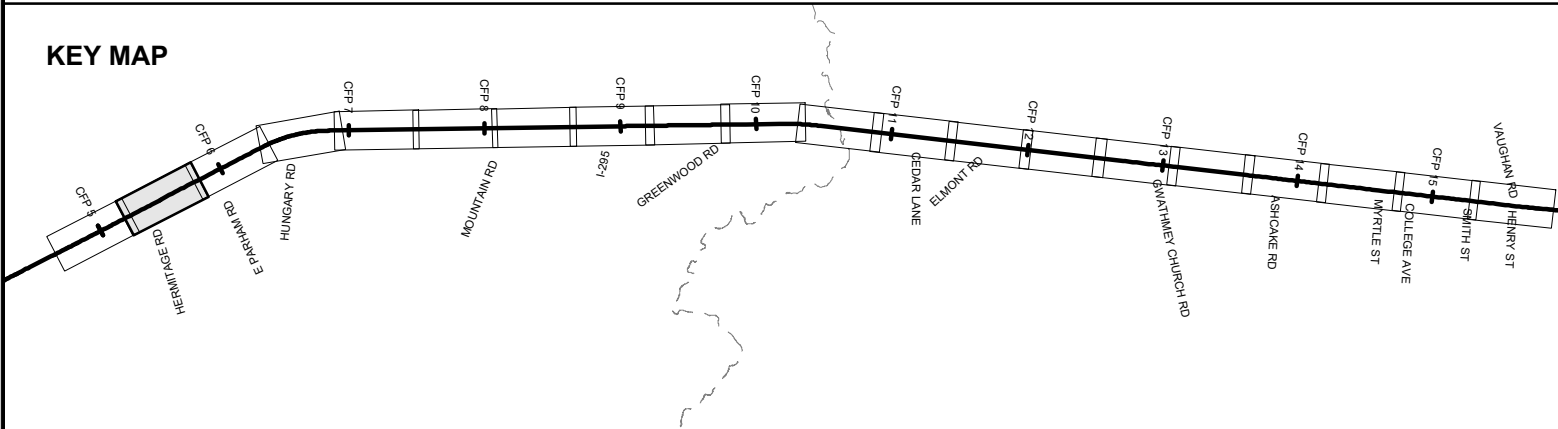 KEY MAP
CFP 5
CFP 6
CFP 7
CFP 8
CFP 9
CFP 10
CFP 11
CFP 12
CFP 13
CFP 14
CFP 15
VAUGHAN RD
HERMITAGE RD
E PARHAM RD
HUNGARY RD
MOUNTAIN RD
I-295
GREENWOOD RD
CEDAR LANE
ELMONT RD
GWATHMEY CHURCH RD
ASHCAKE RD
MYRTLE ST
COLLEGE AVE
SMITH ST
HENRY ST